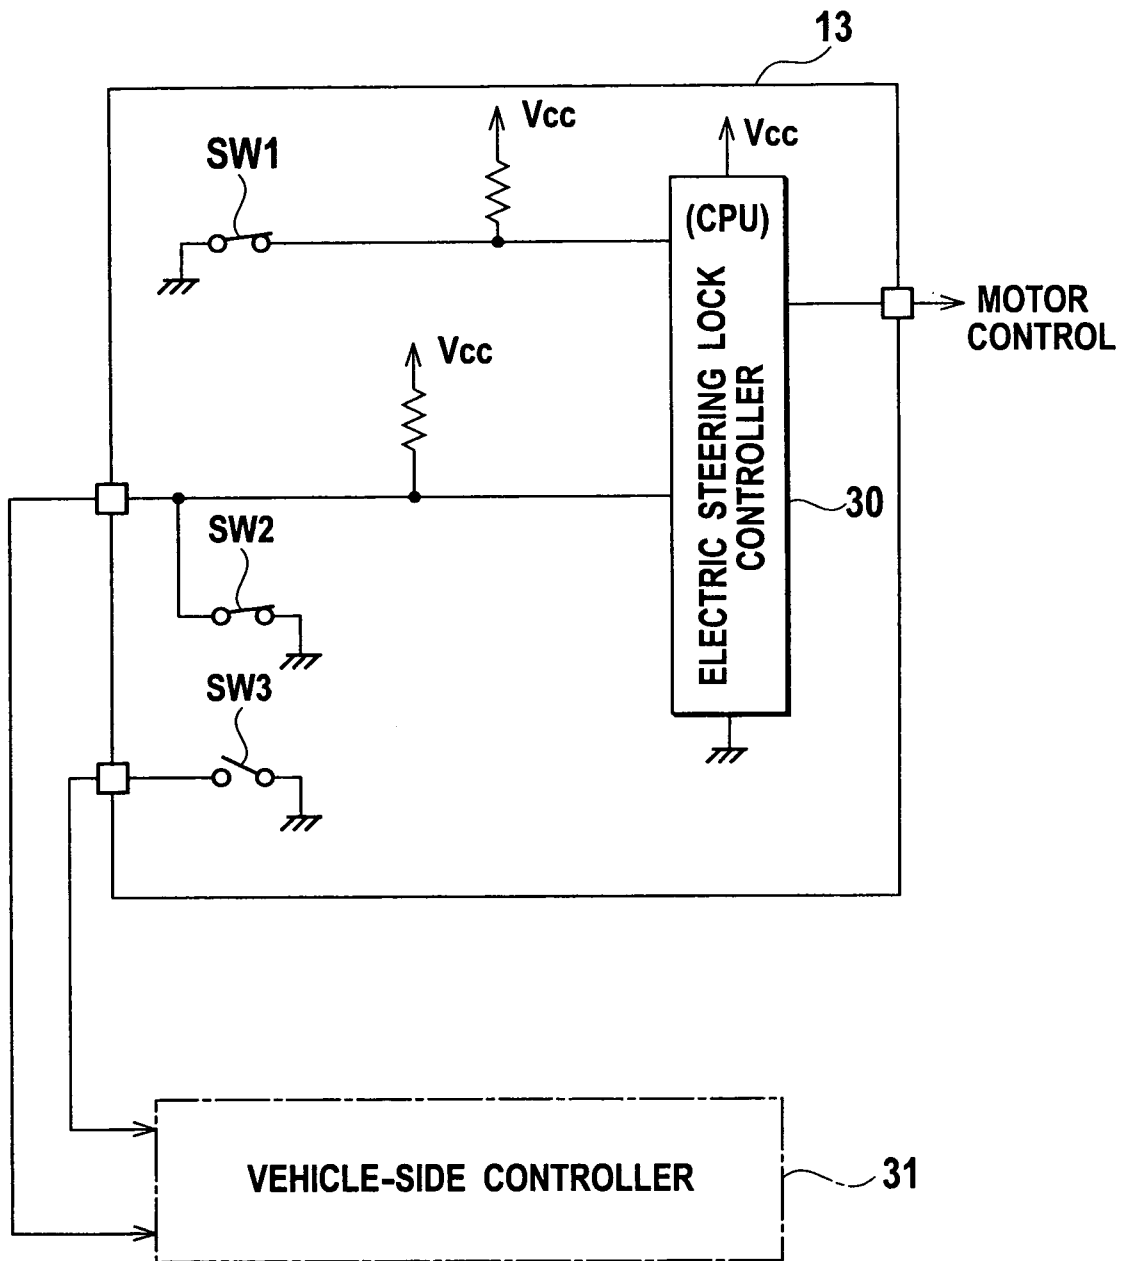 13
Vcc
Vcc
SW1
(CPU)
ELECTRIC STEERING LOCK
CONTROLLER
MOTOR
CONTROL
Vcc
30
SW2
SW3
VEHICLE-SIDE CONTROLLER
31